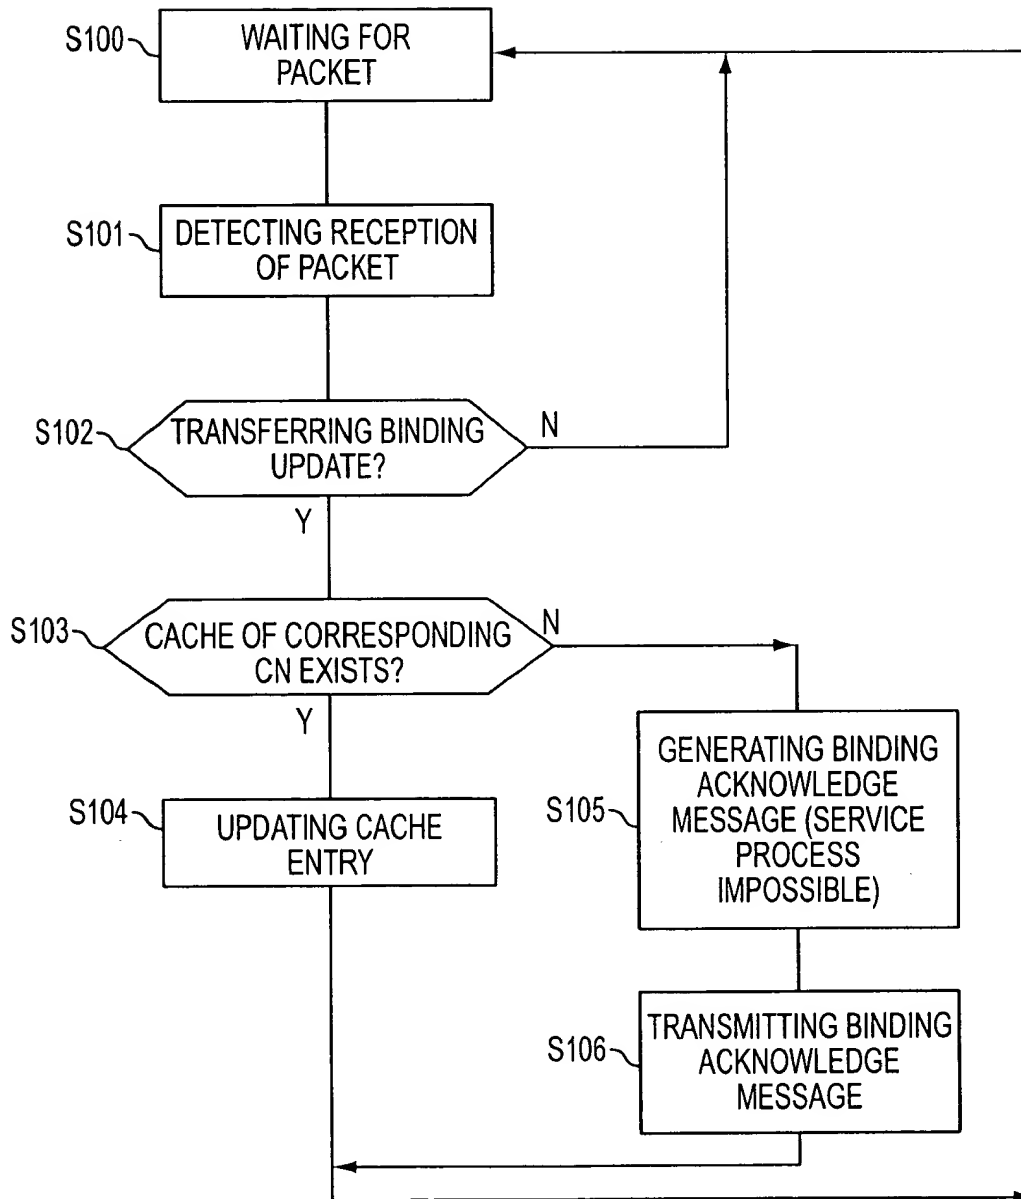 S100
WAITING FOR
PACKET
S101
DETECTING RECEPTION
OF PACKET
S102
TRANSFERRING BINDING
UPDATE?
N
Y
S103
CACHE OF CORRESPONDING
CN EXISTS?
N
Y
S104
UPDATING CACHE
ENTRY
S105
GENERATING BINDING
ACKNOWLEDGE
MESSAGE (SERVICE
PROCESS
IMPOSSIBLE)
S106
TRANSMITTING BINDING
ACKNOWLEDGE
MESSAGE